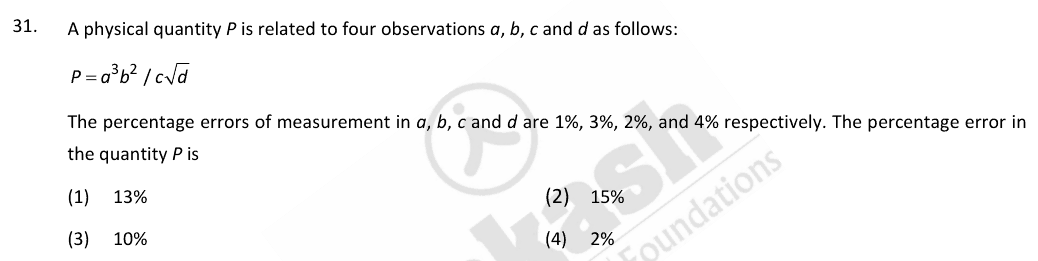 31. A physical quantity P is related to four observations a, b, c and d as follows:
P = a³b² / c√d
The percentage errors of measurement in a, b, c and d are 1%, 3%, 2%, and 4% respectively. The percentage error in
the quantity P is
(1) 13% (2) 15%
(3) 10% (4) 2%
kash
Foundations